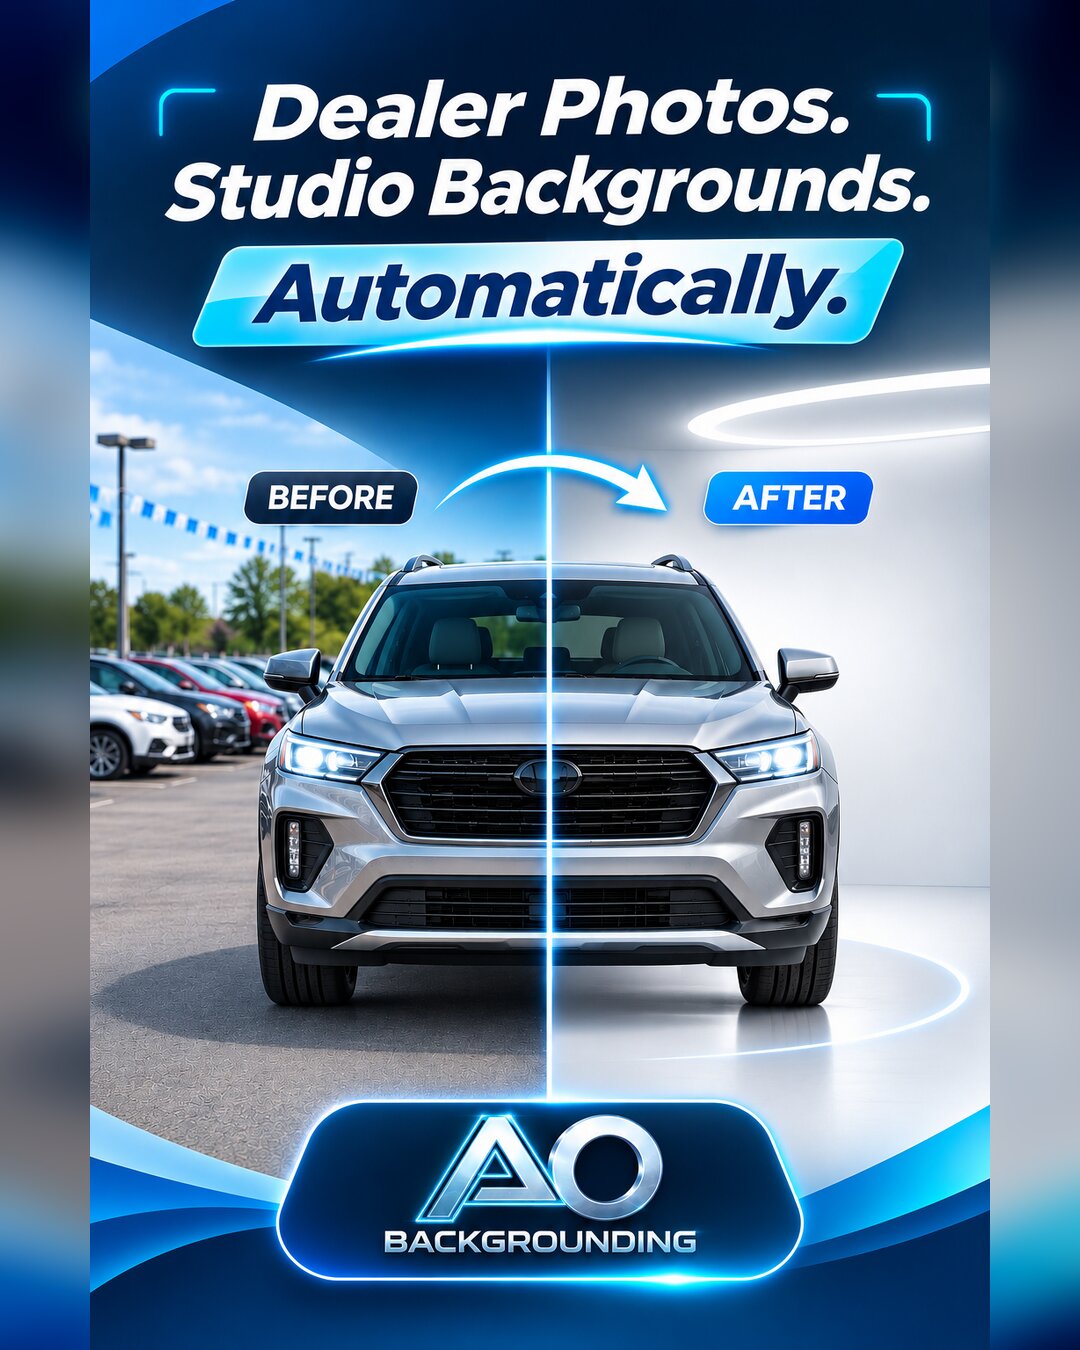 Dealer Photos.
Studio Backgrounds.
Automatically.
BEFORE
AFTER
AO
BACKGROUNDING